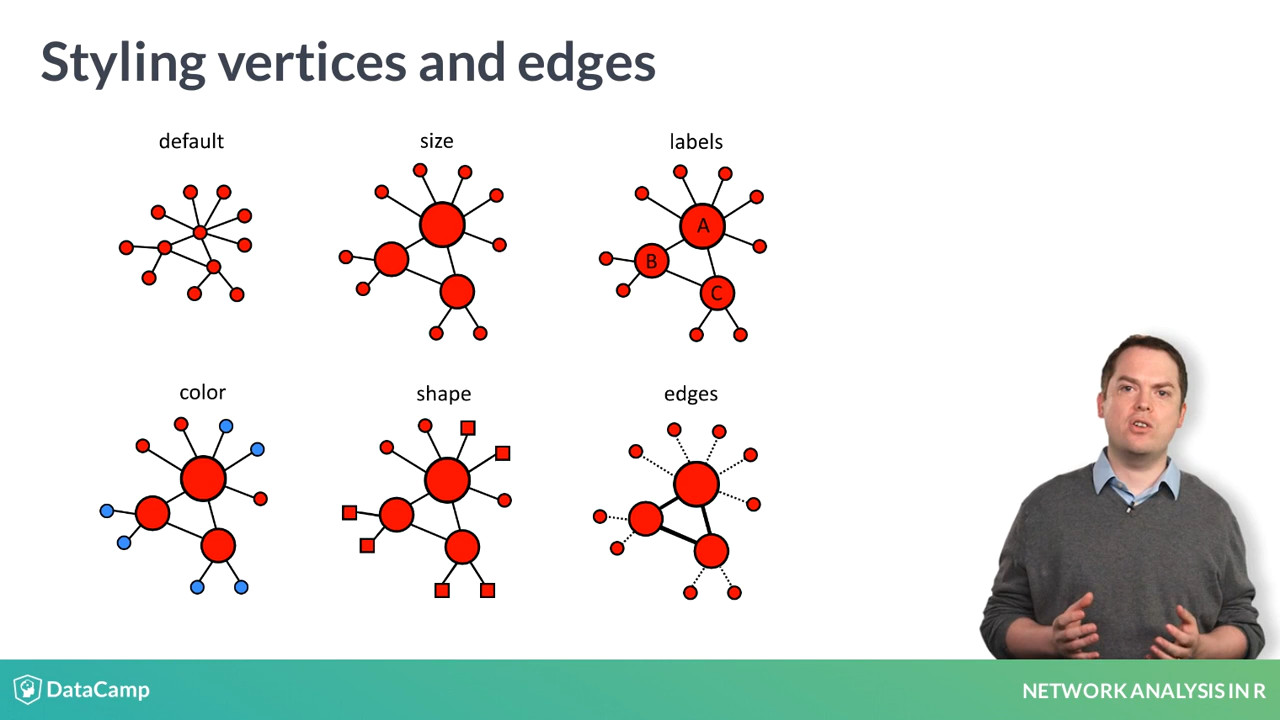 Styling vertices and edges
default
size
labels
A
B
C
color
shape
edges
DataCamp
NETWORK ANALYSIS IN R